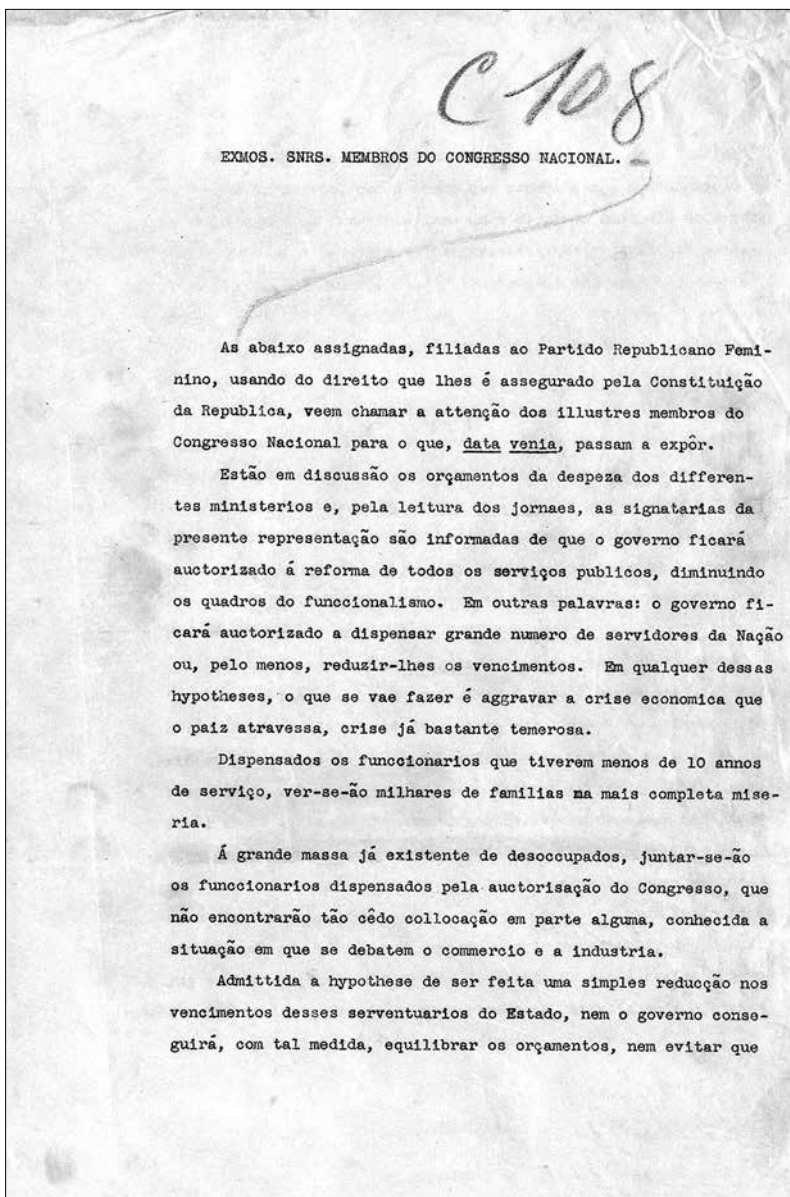 C 108
EXMOS. SNRS. MEMBROS DO CONGRESSO NACIONAL.
As abaixo assignadas, filiadas ao Partido Republicano Femi-
nino, usando do direito que lhes é assegurado pela Constituição
da Republica, veem chamar a attenção dos illustres membros do
Congresso Nacional para o que, data venia, passam a expôr.
Estão em discussão os orçamentos da despeza dos differen-
tes ministerios e, pela leitura dos jornaes, as signatarias da
presente representação são informadas de que o governo ficará
auctorizado á reforma de todos os serviços publicos, diminuindo
os quadros do funccionalismo. Em outras palavras: o governo fi-
cará auctorizado a dispensar grande numero de servidores da Nação
ou, pelo menos, reduzir-lhes os vencimentos. Em qualquer dessas
hypotheses, o que se vae fazer é aggravar a crise economica que
o paiz atravessa, crise já bastante temerosa.
Dispensados os funccionarios que tiverem menos de 10 annos
de serviço, ver-se-ão milhares de familias na mais completa mise-
ria.
Á grande massa já existente de desoccupados, juntar-se-ão
os funccionarios dispensados pela auctorisação do Congresso, que
não encontrarão tão cêdo collocação em parte alguma, conhecida a
situação em que se debatem o commercio e a industria.
Admittida a hypothese de ser feita uma simples reducção nos
vencimentos desses serventuarios do Estado, nem o governo conse-
guirá, com tal medida, equilibrar os orçamentos, nem evitar que